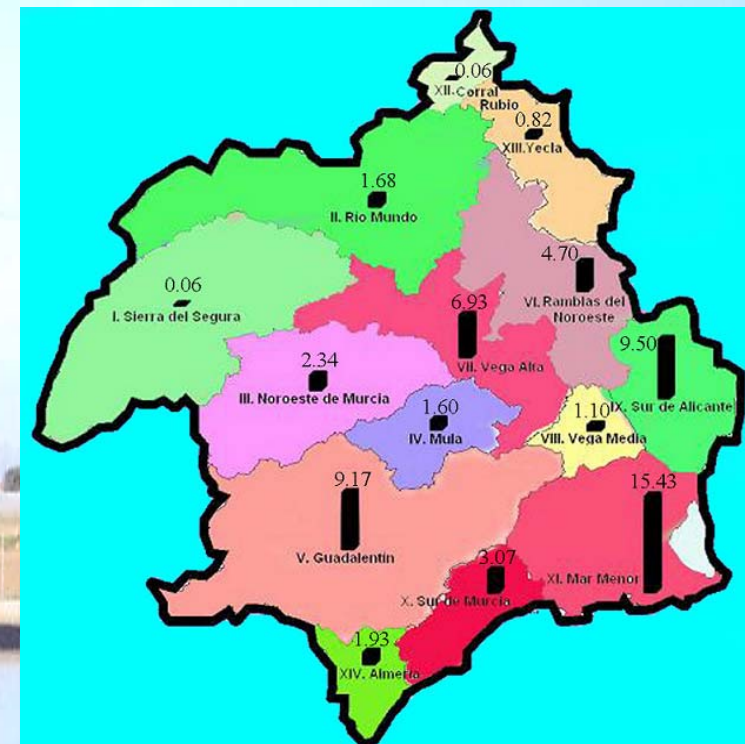 0.06
XII. Corral
Rubio
0.82
XIII. Yecla
1.68
II. Río Mundo
4.70
VI. Ramblas del
Noroeste
0.06
I. Sierra del Segura
6.93
VII. Vega Alta
9.50
IX. Sur de Alicante
2.34
III. Noroeste de Murcia
1.60
IV. Mula
1.10
VIII. Vega Media
9.17
V. Guadalentín
15.43
XI. Mar Menor
3.07
X. Sur de Murcia
1.93
XIV. Almería